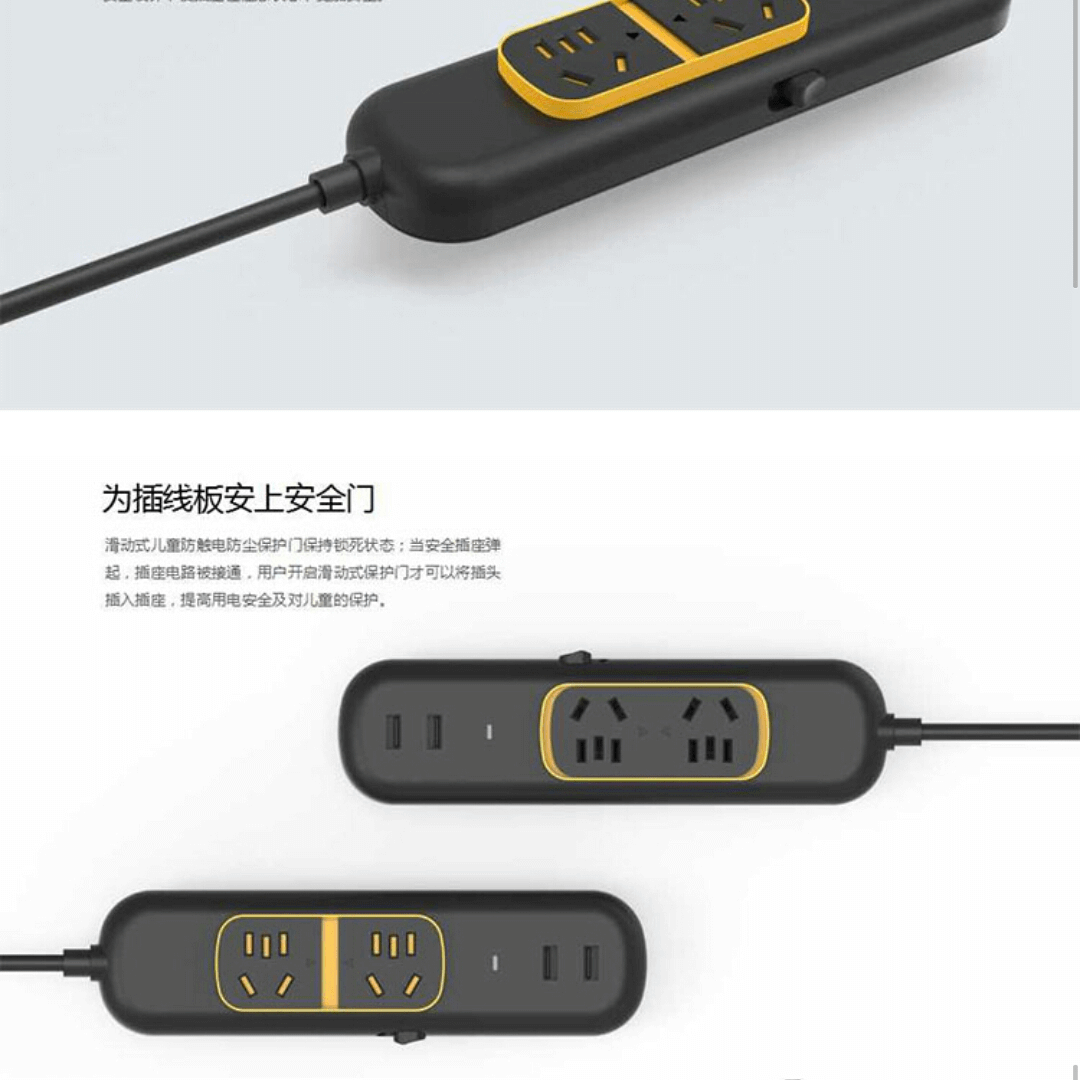 为插线板安上安全门
滑动式儿童防触电防尘保护门保持锁死状态；当安全插座弹
起，插座电路被接通，用户开启滑动式保护门才可以将插头
插入插座，提高用电安全及对儿童的保护。